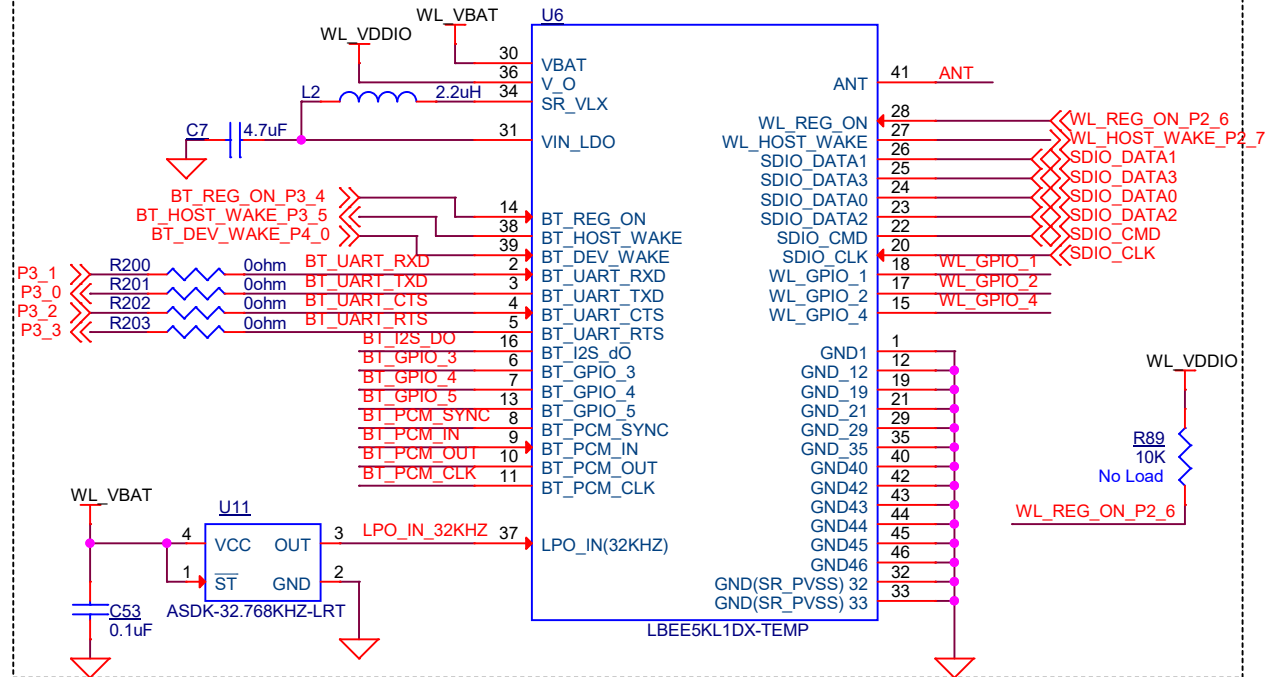 U6
WL_VBAT
WL_VDDIO
30 VBAT
36 V_O
L2 2.2uH 34 SR_VLX
C7 4.7uF 31 VIN_LDO
BT_REG_ON_P3_4 14 BT_REG_ON
BT_HOST_WAKE_P3_5 38 BT_HOST_WAKE
BT_DEV_WAKE_P4_0 39 BT_DEV_WAKE
P3_1 R200 0ohm BT_UART_RXD 2 BT_UART_RXD
P3_0 R201 0ohm BT_UART_TXD 3 BT_UART_TXD
P3_2 R202 0ohm BT_UART_CTS 4 BT_UART_CTS
P3_3 R203 0ohm BT_UART_RTS 5 BT_UART_RTS
BT_I2S_DO 16 BT_I2S_dO
BT_GPIO_3 6 BT_GPIO_3
BT_GPIO_4 7 BT_GPIO_4
BT_GPIO_5 13 BT_GPIO_5
BT_PCM_SYNC 8 BT_PCM_SYNC
BT_PCM_IN 9 BT_PCM_IN
BT_PCM_OUT 10 BT_PCM_OUT
BT_PCM_CLK 11 BT_PCM_CLK
LPO_IN_32KHZ 37 LPO_IN(32KHZ)
WL_VBAT
U11
4 VCC OUT 3
1 ST GND 2
ASDK-32.768KHZ-LRT
C53
0.1uF
ANT 41 ANT
WL_REG_ON 28 WL_REG_ON_P2_6
WL_HOST_WAKE 27 WL_HOST_WAKE_P2_7
SDIO_DATA1 26 SDIO_DATA1
SDIO_DATA3 25 SDIO_DATA3
SDIO_DATA0 24 SDIO_DATA0
SDIO_DATA2 23 SDIO_DATA2
SDIO_CMD 22 SDIO_CMD
SDIO_CLK 20 SDIO_CLK
WL_GPIO_1 18 WL_GPIO_1
WL_GPIO_2 17 WL_GPIO_2
WL_GPIO_4 15 WL_GPIO_4
GND1 1
GND_12 12
GND_19 19
GND_21 21
GND_29 29
GND_35 35
GND40 40
GND42 42
GND43 43
GND44 44
GND45 45
GND46 46
GND(SR_PVSS) 32 32
GND(SR_PVSS) 33 33
LBEE5KL1DX-TEMP
WL_VDDIO
R89
10K
No Load
WL_REG_ON_P2_6